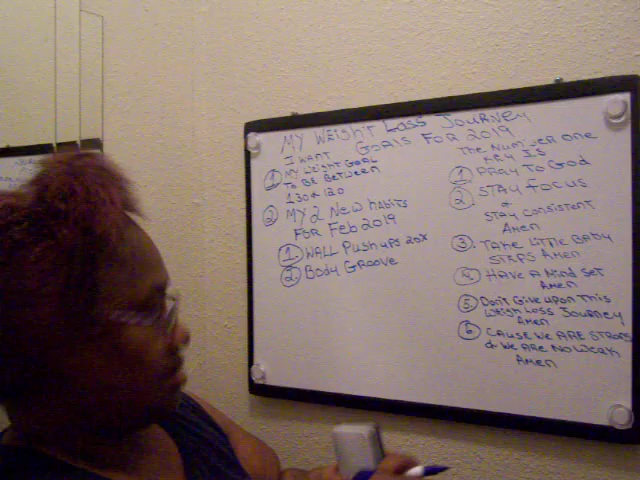 My Weight Loss Journey
Goals For 2019
I want
① My Weight Goal
To BE Between
130 & 120
② My 2 New habits
FOR Feb 2019
①. WALL Pushups 20x
②. Body Groove
The Number One
KEY IS
① PRAY To God
②. STAY focus
&
STAY consistent
Amen
③. TAKE Little Baby
STEPS Amen
④. HAVE A Mind SET
Amen
⑤. Don't Give upon This
Weigh Loss Journey
Amen
⑥ CAUSE WE ARE STRONG
& WE ARE No Weak
Amen